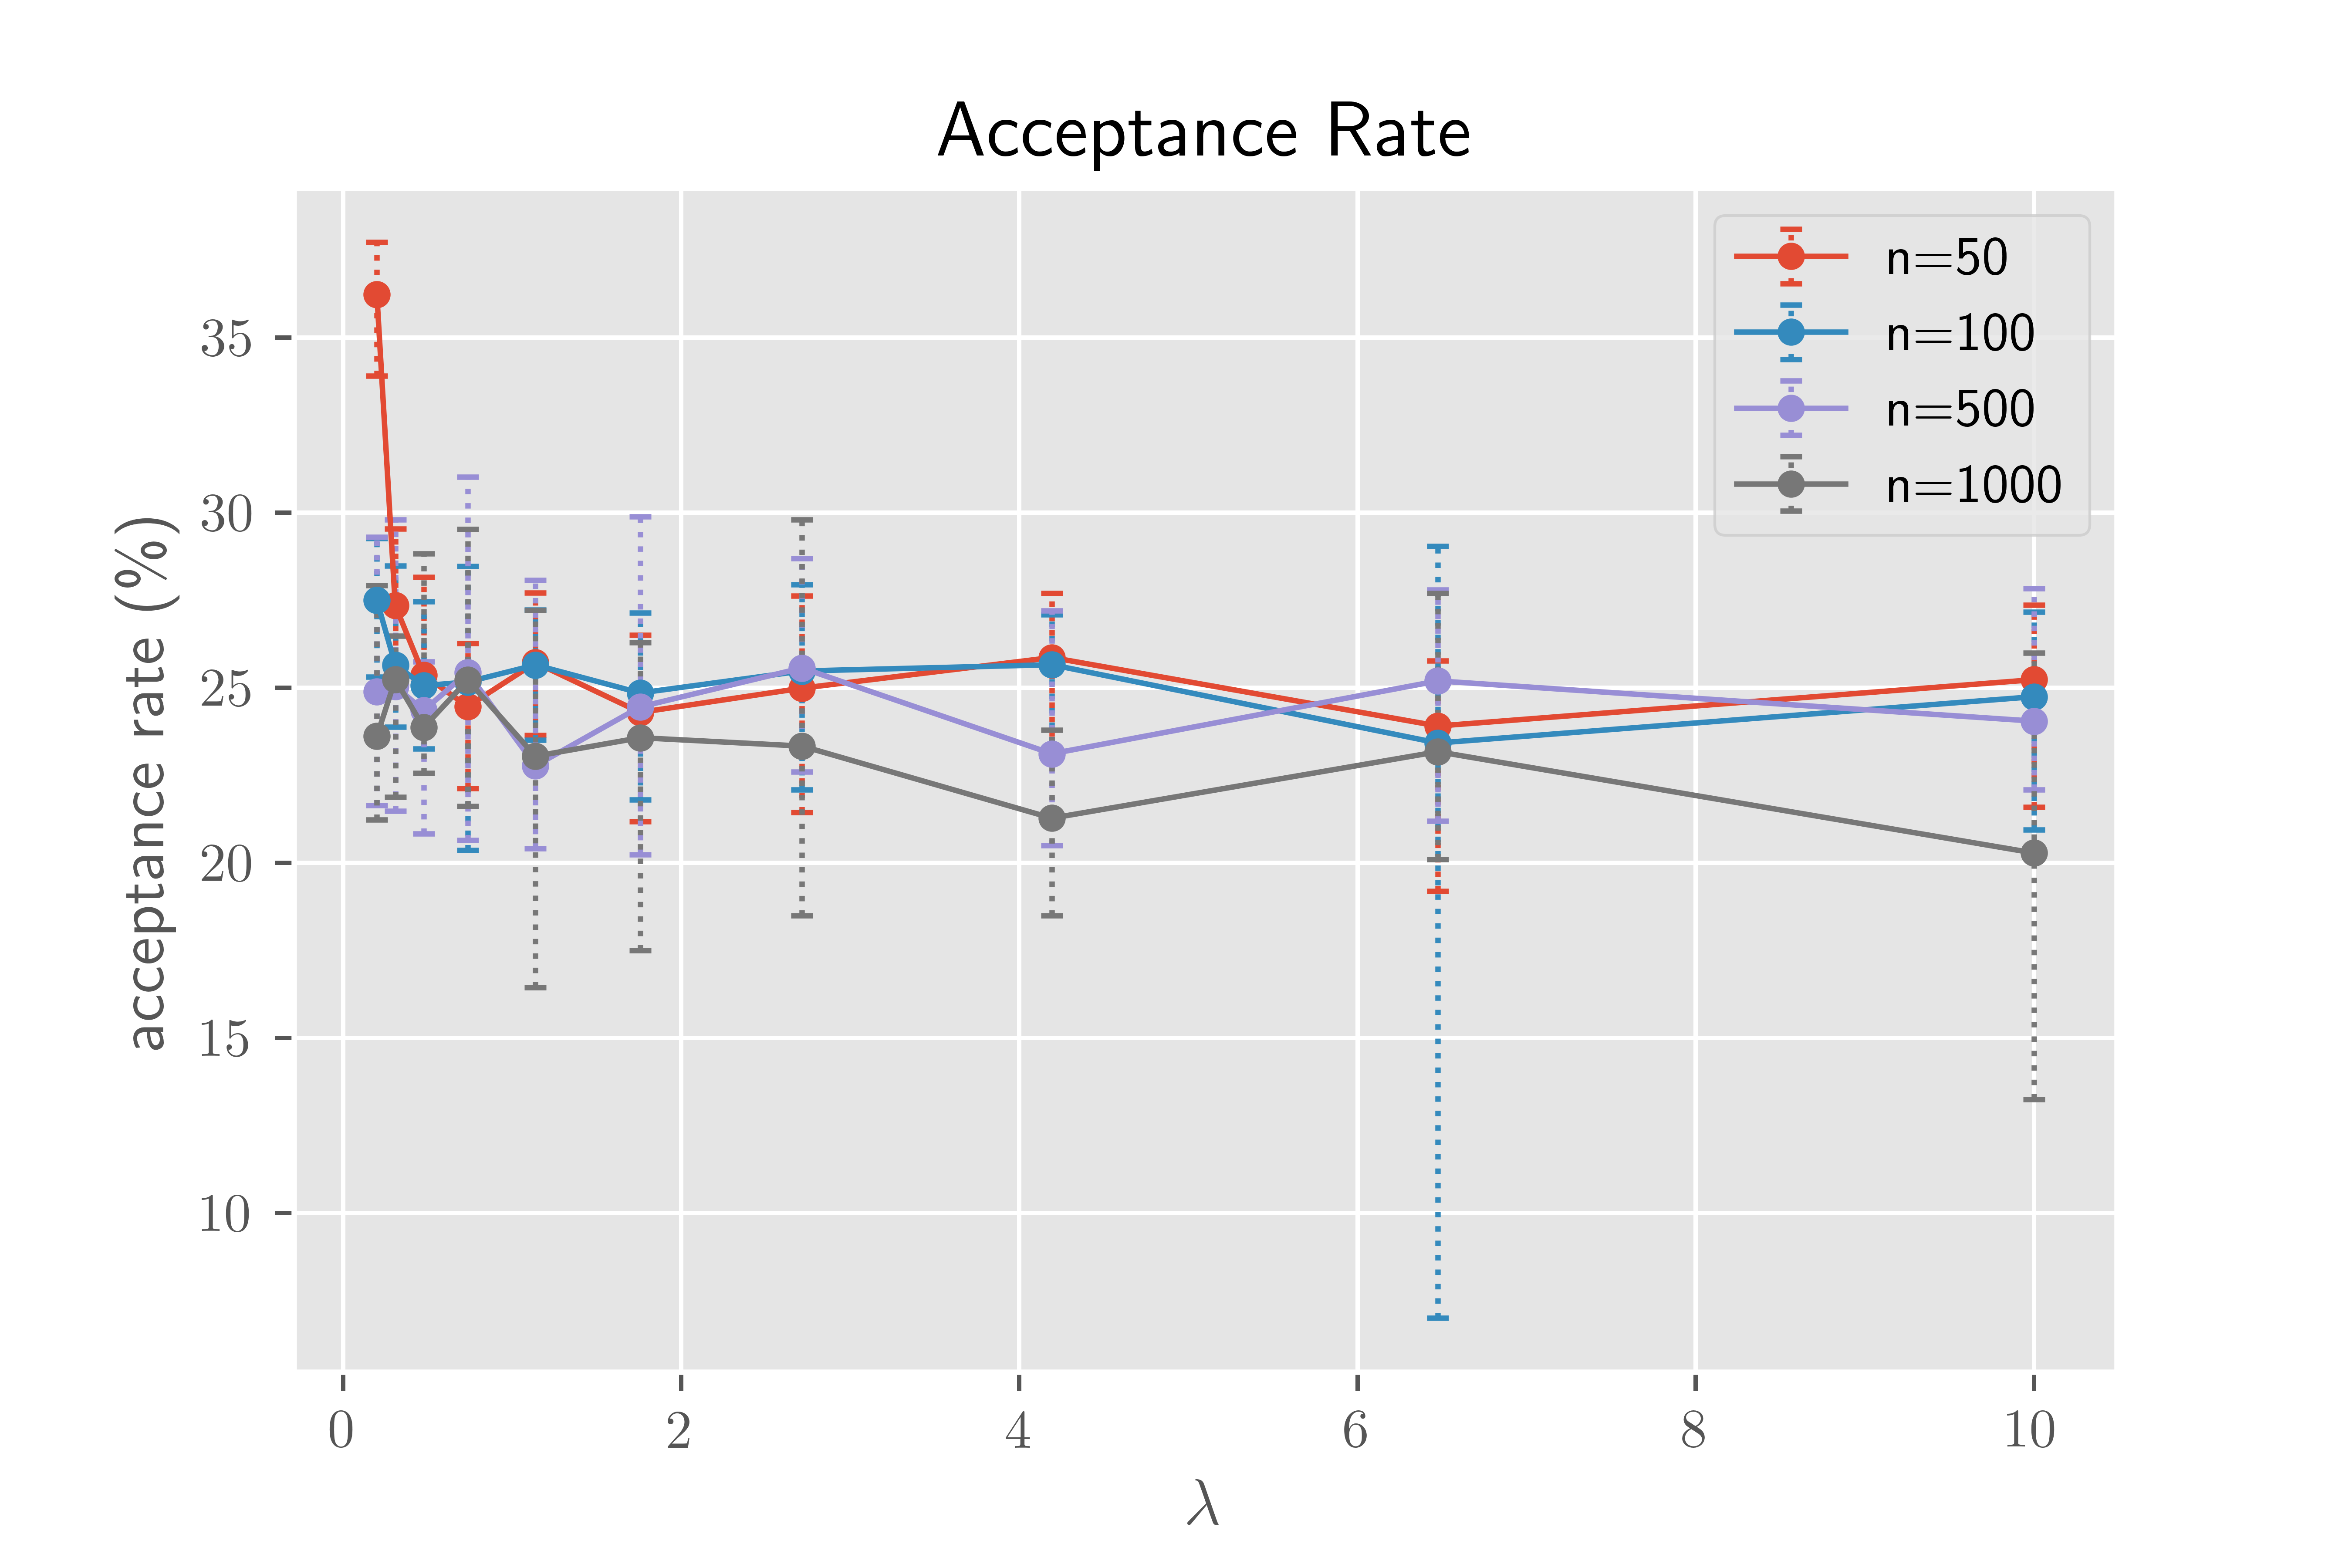 Acceptance Rate
n=50
n=100
n=500
n=1000
acceptance rate (%)
35
30
25
20
15
10
0 2 4 6 8 10
λ